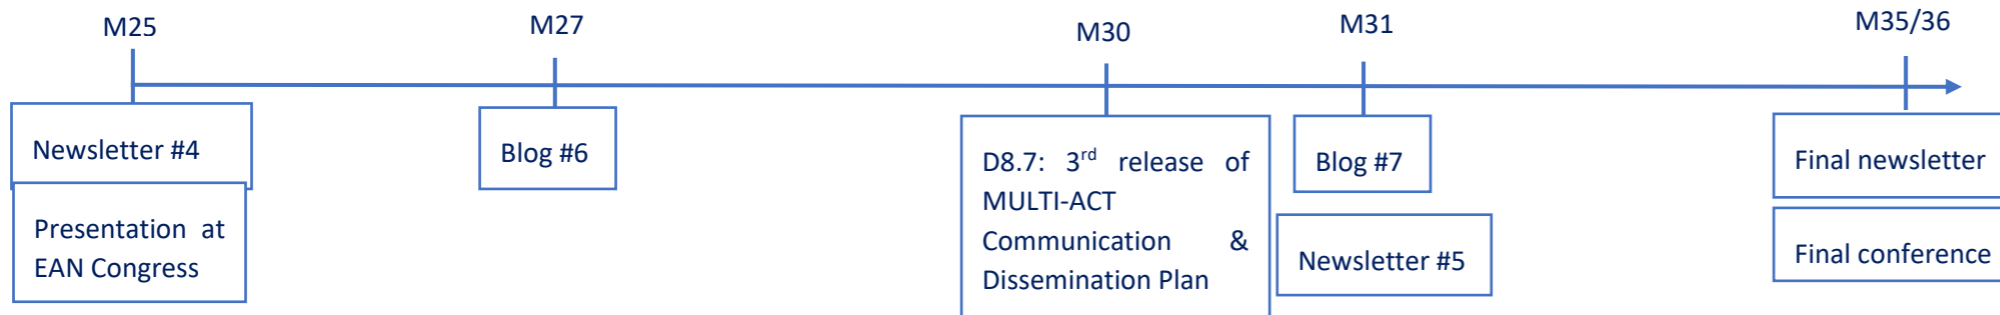 M25
M27
M30
M31
M35/36
Newsletter #4
Presentation at
EAN Congress
Blog #6
D8.7: 3rd release of
MULTI-ACT
Communication &
Dissemination Plan
Blog #7
Newsletter #5
Final newsletter
Final conference